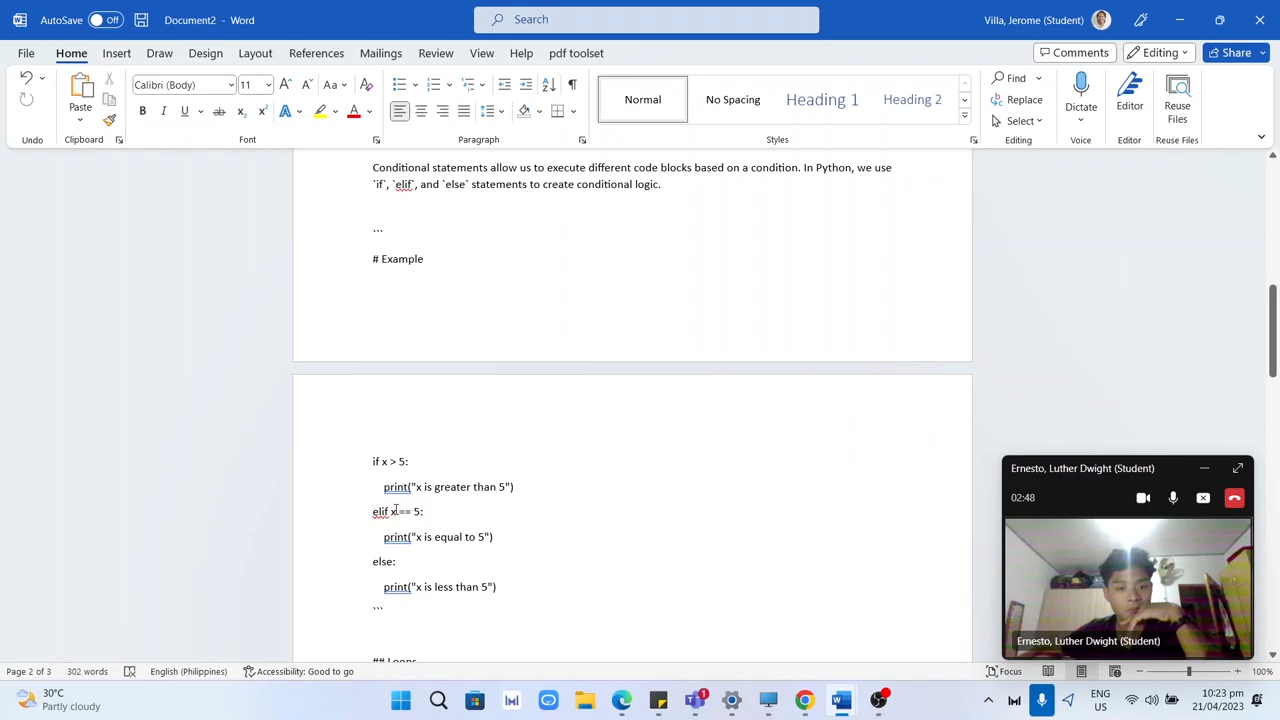 AutoSave
Off
Document2 - Word
Search
Villa, Jerome (Student)
File
Home
Insert
Draw
Design
Layout
References
Mailings
Review
View
Help
pdf toolset
Comments
Editing
Share
Calibri (Body)
11
Normal
No Spacing
Heading 1
Heading 2
Find
Replace
Select
Paste
Dictate
Editor
Reuse
Files
Undo
Clipboard
Font
Paragraph
Styles
Editing
Voice
Editor
Reuse Files
Conditional statements allow us to execute different code blocks based on a condition. In Python, we use
`if`, `elif`, and `else` statements to create conditional logic.
```
# Example
if x > 5:
print("x is greater than 5")
elif x == 5:
print("x is equal to 5")
else:
print("x is less than 5")
```
## Loops
Ernesto, Luther Dwight (Student)
02:48
Ernesto, Luther Dwight (Student)
Page 2 of 3
302 words
English (Philippines)
Accessibility: Good to go
Focus
100%
30°C
Partly cloudy
1
ENG
US
10:23 pm
21/04/2023